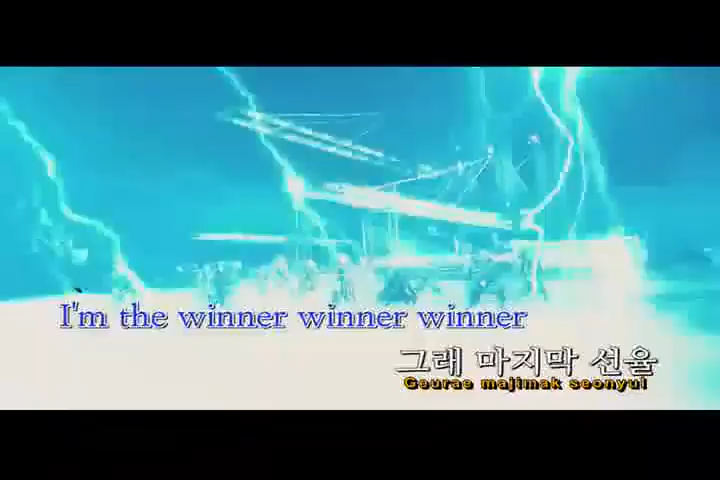 I'm the winner winner winner
그래 마지막 선율
Geurae majimak seonyul